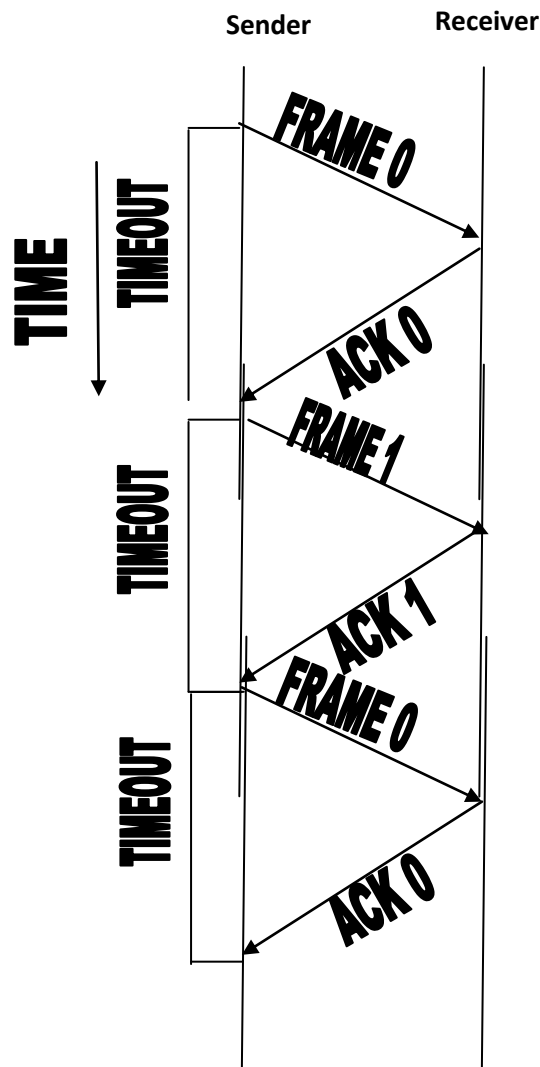 Sender
Receiver
FRAME 0
TIME
TIMEOUT
ACK 0
FRAME 1
TIMEOUT
ACK 1
FRAME 0
TIMEOUT
ACK 0